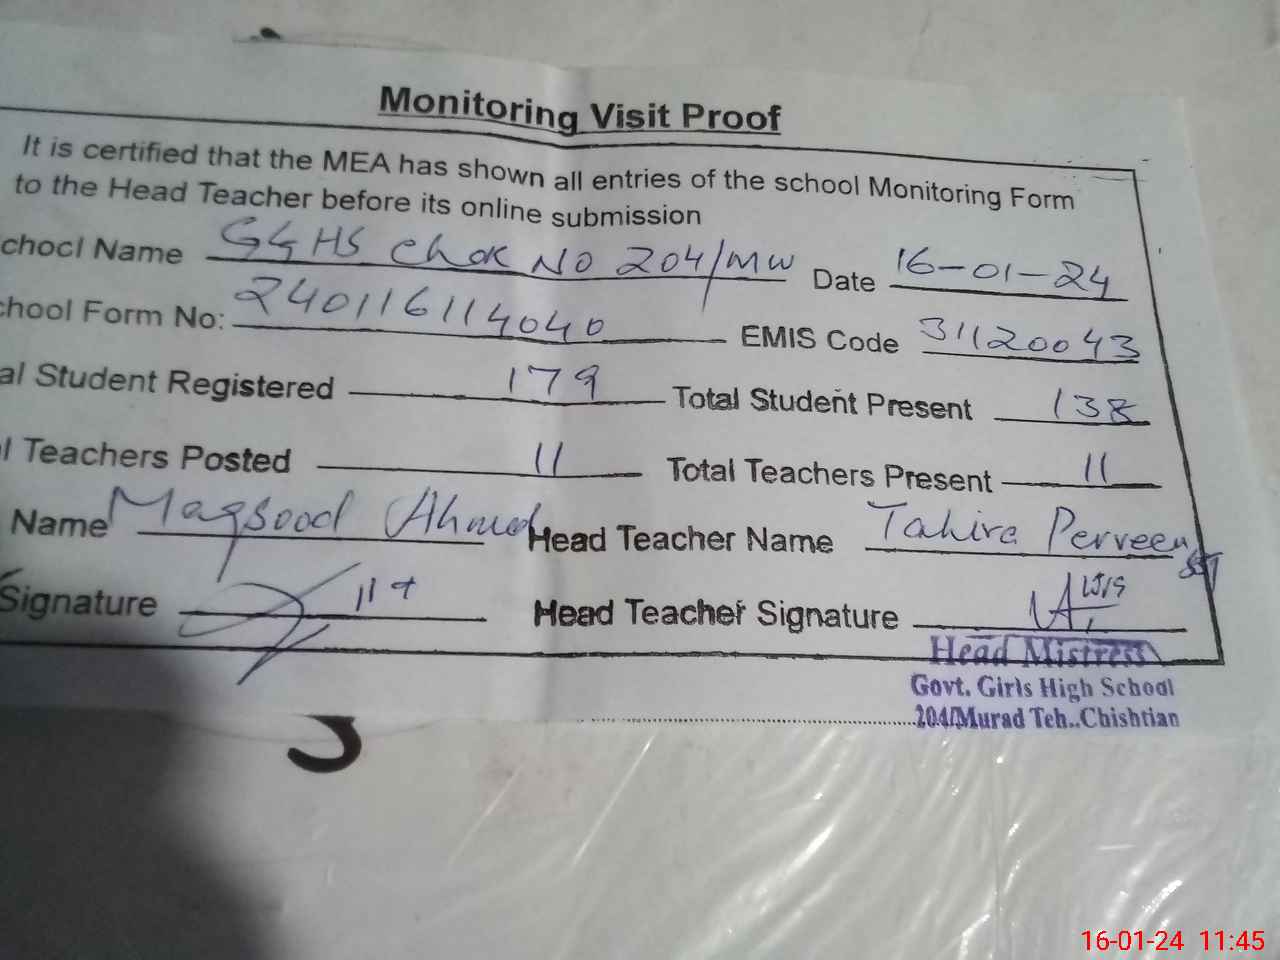 Monitoring Visit Proof
It is certified that the MEA has shown all entries of the school Monitoring Form
to the Head Teacher before its online submission
chool Name GGHS Chak NO 204/MW Date 16-01-24
chool Form No: 240116114040 EMIS Code 31120043
al Student Registered 179 Total Student Present 138
l Teachers Posted 11 Total Teachers Present 11
Name Maqsood Ahmed Head Teacher Name Tahira Perveen
Signature Head Teacher Signature
Head Mistress
Govt. Girls High School
204/Murad Teh..Chishtian
16-01-24 11:45